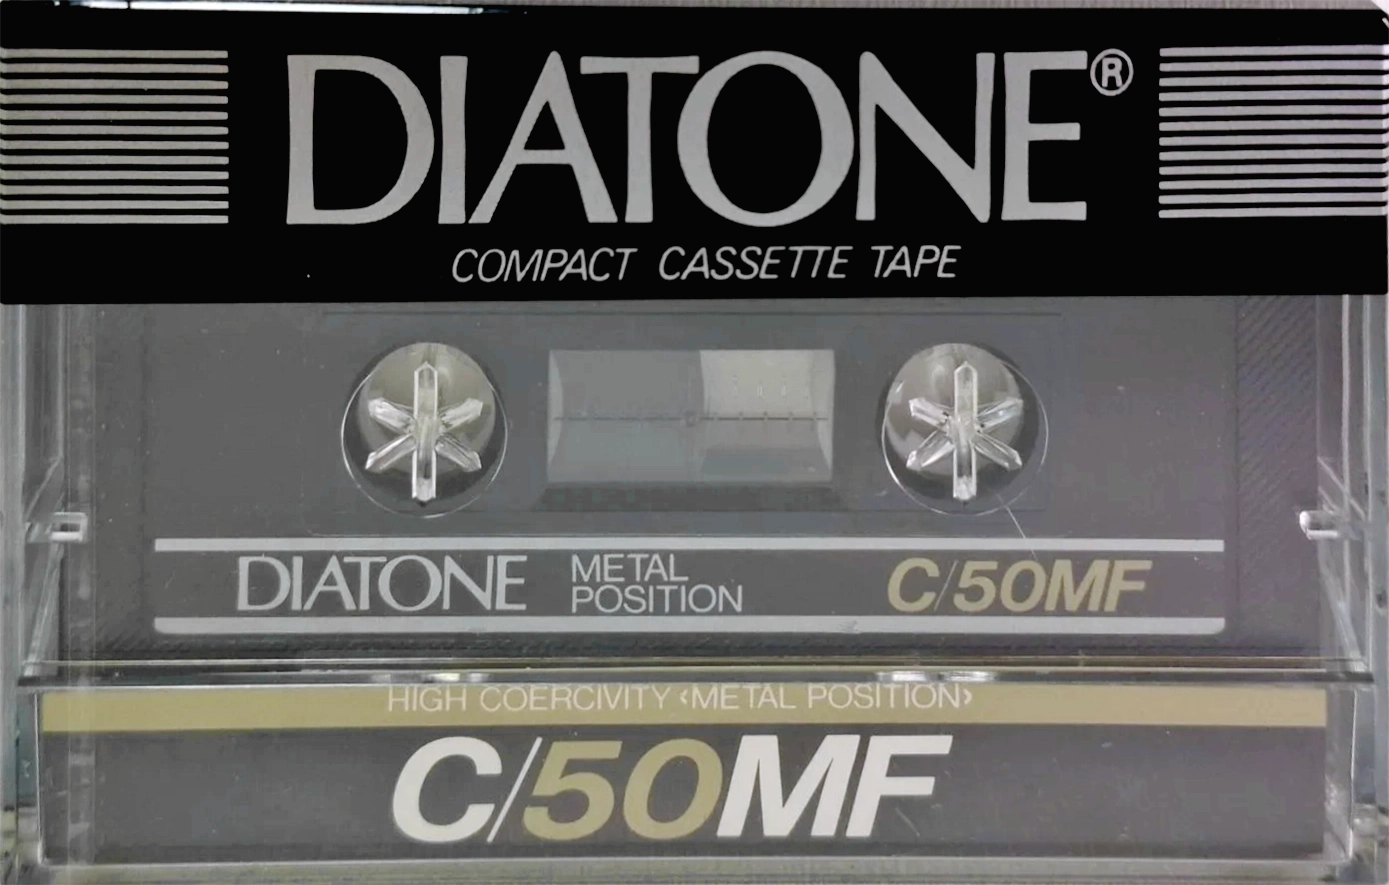 DIATONE®
COMPACT CASSETTE TAPE
DIATONE METAL POSITION C/50MF
HIGH COERCIVITY ‹METAL POSITION›
C/50MF